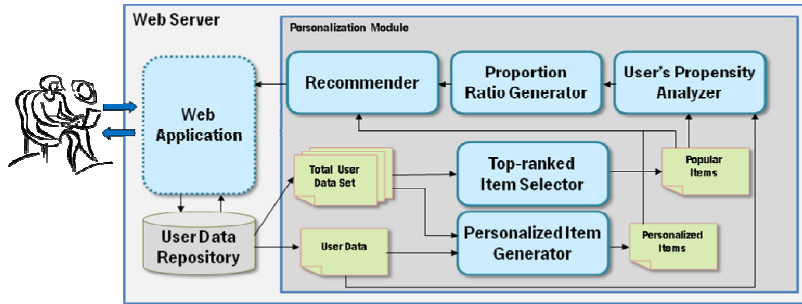 Web Server
Personalization Module
Recommender
Proportion
Ratio Generator
User's Propensity
Analyzer
Web
Application
Total User
Data Set
Top-ranked
Item Selector
Popular
Items
User Data
Repository
User Data
Personalized Item
Generator
Personalized
Items